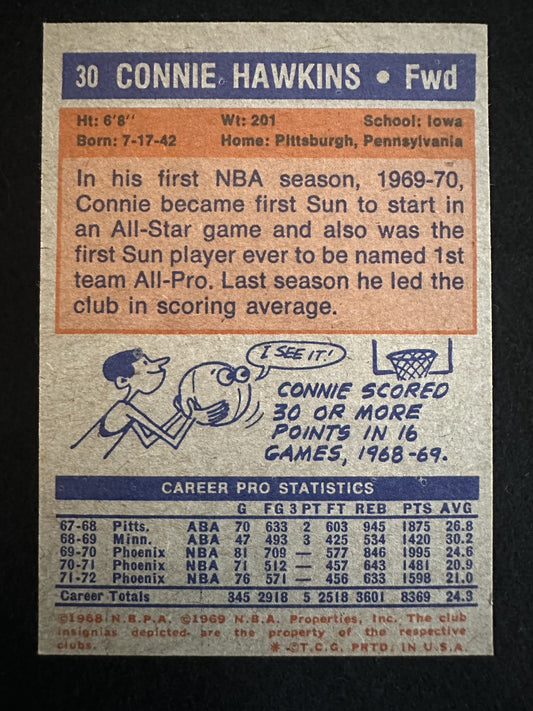 30 CONNIE HAWKINS • Fwd
Ht: 6'8" Wt: 201 School: Iowa
Born: 7-17-42 Home: Pittsburgh, Pennsylvania
In his first NBA season, 1969-70,
Connie became first Sun to start in
an All-Star game and also was the
first Sun player ever to be named 1st
team All-Pro. Last season he led the
club in scoring average.
I SEE IT!
CONNIE SCORED
30 OR MORE
POINTS IN 16
GAMES, 1968-69.
CAREER PRO STATISTICS
G FG 3 PT FT REB PTS AVG
67-68 Pitts. ABA 70 633 2 603 945 1875 26.8
68-69 Minn. ABA 47 493 3 425 534 1420 30.2
69-70 Phoenix NBA 81 709 — 577 846 1995 24.6
70-71 Phoenix NBA 71 512 — 457 643 1481 20.9
71-72 Phoenix NBA 76 571 — 456 633 1598 21.0
Career Totals 345 2918 5 2518 3601 8369 24.3
©1968 N.B.P.A. ©1969 N.B.A. Properties, Inc. The club
insignias depicted are the property of the respective
clubs. * ©T.C.G. PRTD. IN U.S.A.